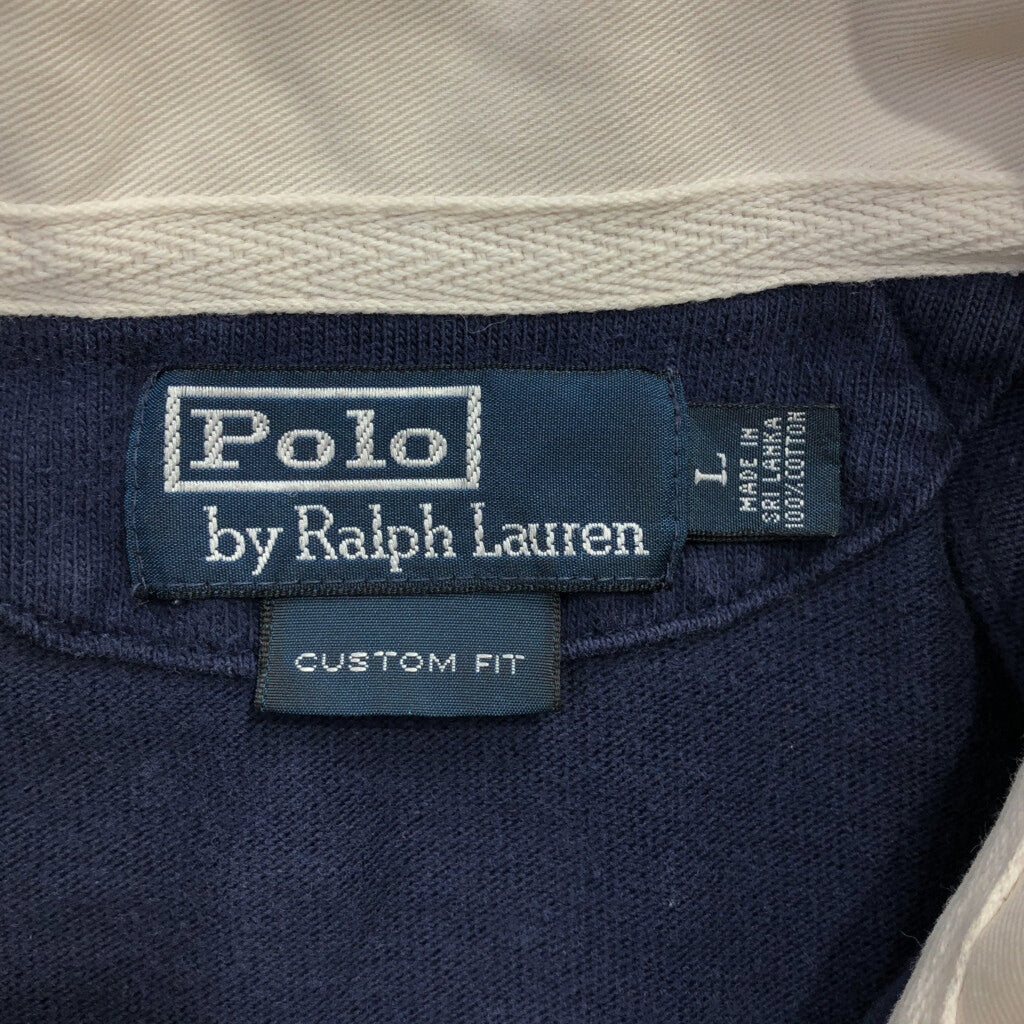 Polo
by Ralph Lauren
L
MADE IN
SRI LANKA
100% COTTON
CUSTOM FIT